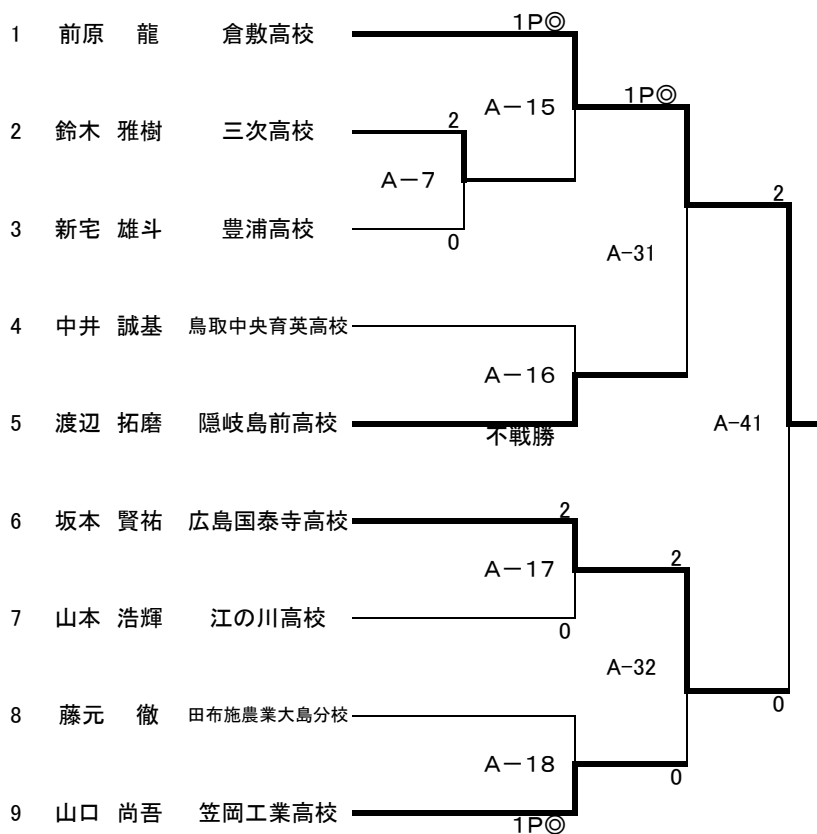 1P◎
1 前原 龍 倉敷高校
1P◎
A－15
2
2 鈴木 雅樹 三次高校
A－7
2
3 新宅 雄斗 豊浦高校
0
A-31
4 中井 誠基 鳥取中央育英高校
A－16
5 渡辺 拓磨 隠岐島前高校
不戦勝
A-41
2
6 坂本 賢祐 広島国泰寺高校
2
A－17
7 山本 浩輝 江の川高校
0
A-32
0
8 藤元 徹 田布施農業大島分校
A－18
0
9 山口 尚吾 笠岡工業高校
1P◎